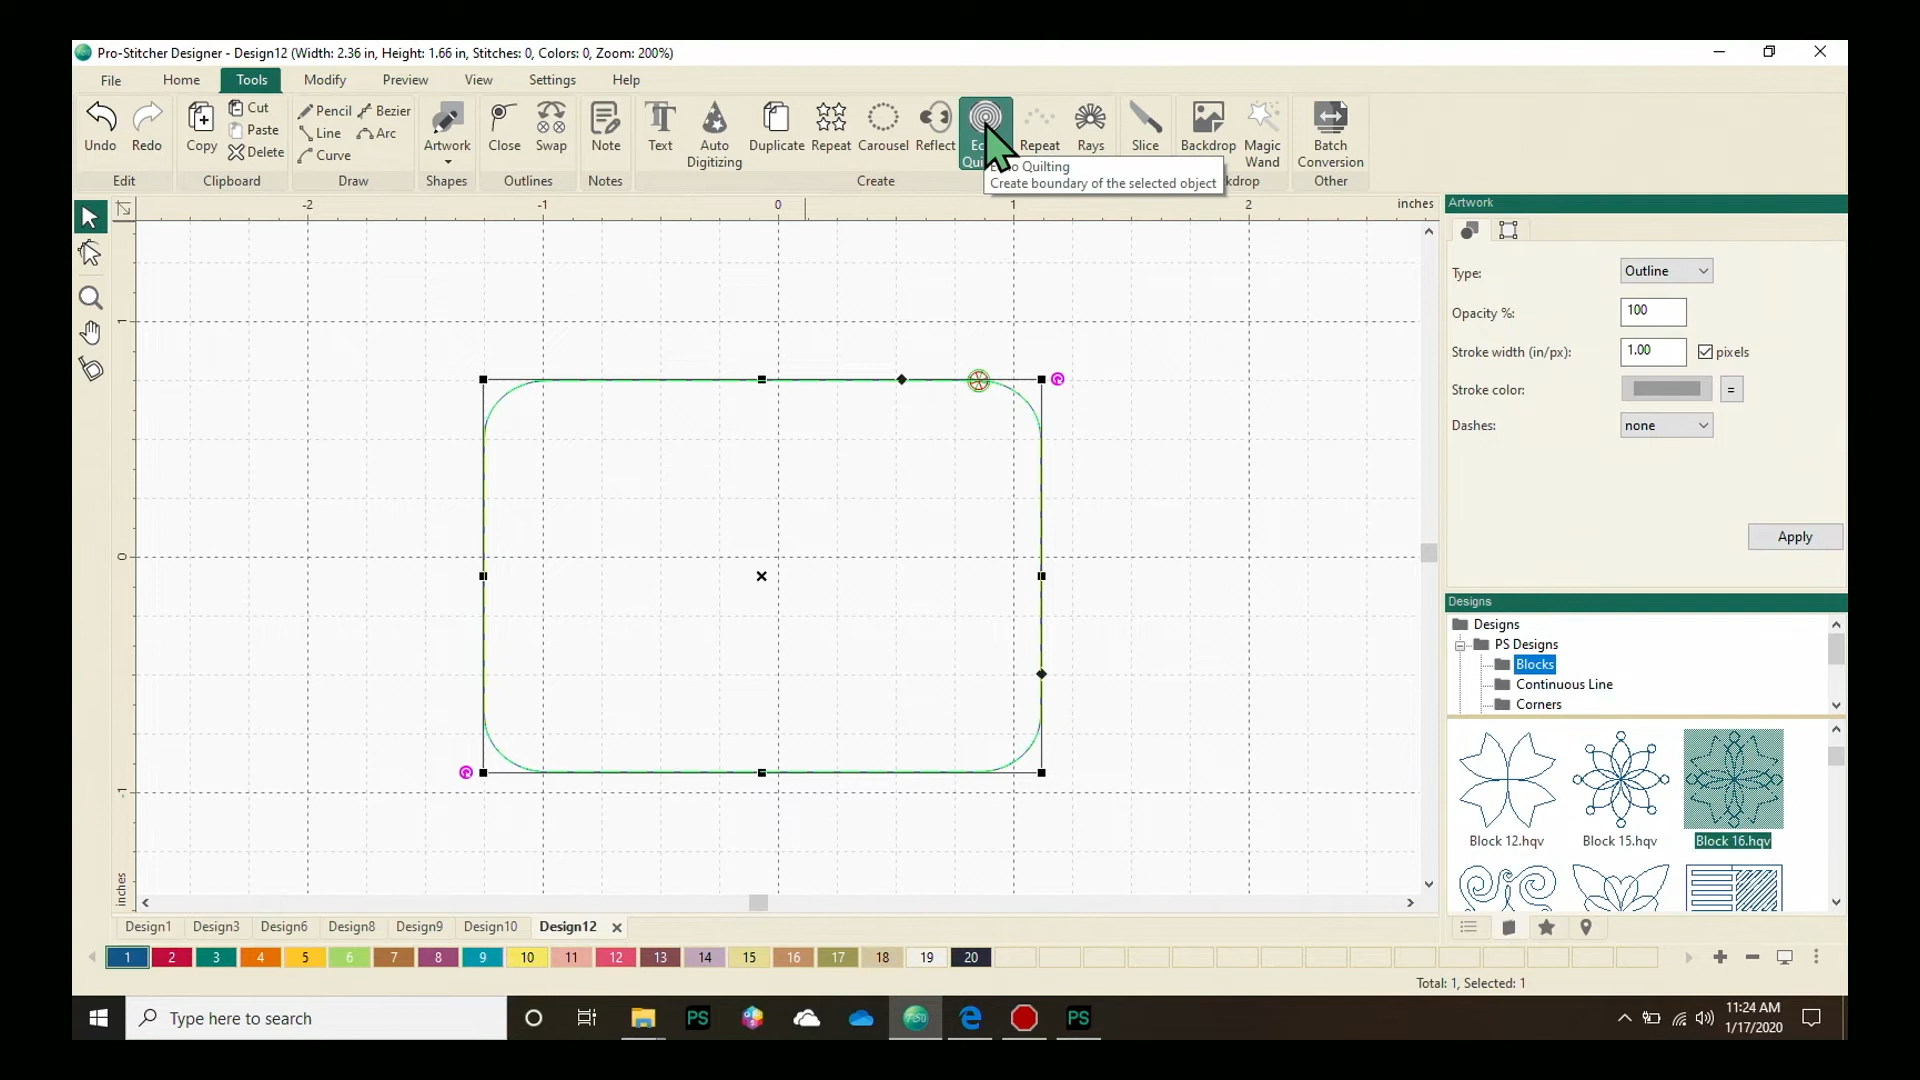 Pro-Stitcher Designer - Design12 (Width: 2.36 in, Height: 1.66 in, Stitches: 0, Colors: 0, Zoom: 200%)
File Home Tools Modify Preview View Settings Help
Undo Redo Copy Cut Paste Delete Pencil Bezier Line Arc Curve Artwork Close Swap Note Text Auto Digitizing Duplicate Repeat Carousel Reflect Repeat Rays Slice Backdrop Magic Wand Batch Conversion
Edit Clipboard Draw Shapes Outlines Notes Create Other
Quilting
Create boundary of the selected object
-2 -1 0 1 2 inches
1
0
-1
inches
Artwork
Type: Outline
Opacity %: 100
Stroke width (in/px): 1.00 pixels
Stroke color: =
Dashes: none
Apply
Designs
Designs
PS Designs
Blocks
Continuous Line
Corners
Block 12.hqv Block 15.hqv Block 16.hqv
Design1 Design3 Design6 Design8 Design9 Design10 Design12
1 2 3 4 5 6 7 8 9 10 11 12 13 14 15 16 17 18 19 20
Total: 1, Selected: 1
Type here to search
PS
PS
11:24 AM
1/17/2020